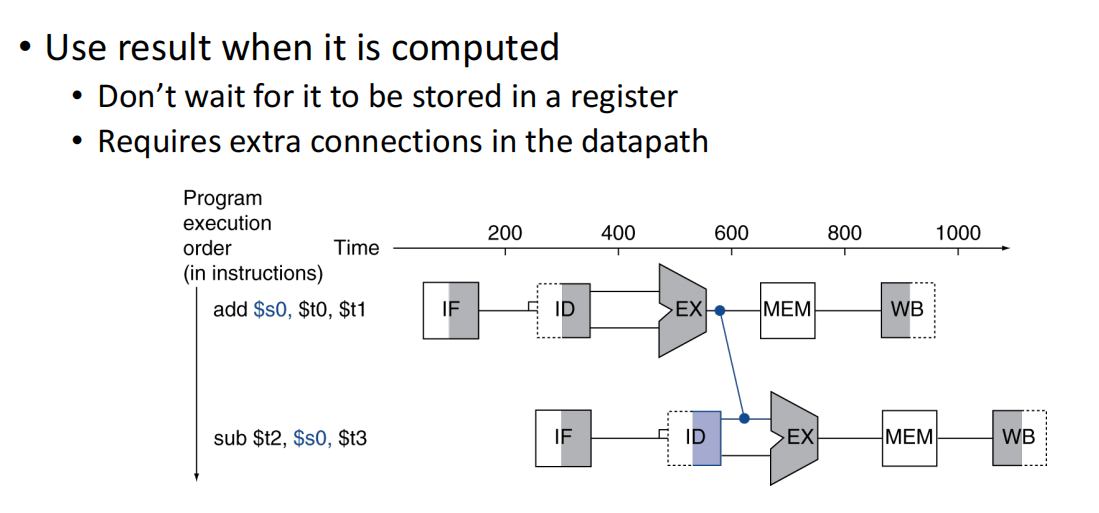 • Use result when it is computed
• Don’t wait for it to be stored in a register
• Requires extra connections in the datapath
Program
execution
order
(in instructions)
Time
200 400 600 800 1000
add $s0, $t0, $t1
IF ID EX MEM WB
sub $t2, $s0, $t3
IF ID EX MEM WB